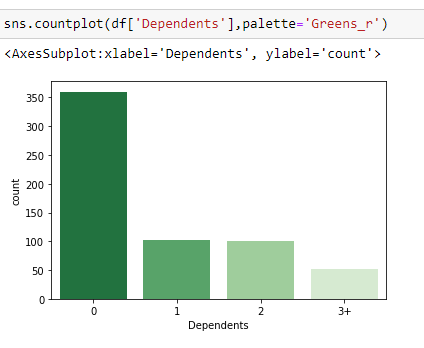 sns.countplot(df['Dependents'],palette='Greens_r')
<AxesSubplot:xlabel='Dependents', ylabel='count'>
350
300
250
200
150
100
50
0
count
0 1 2 3+
Dependents